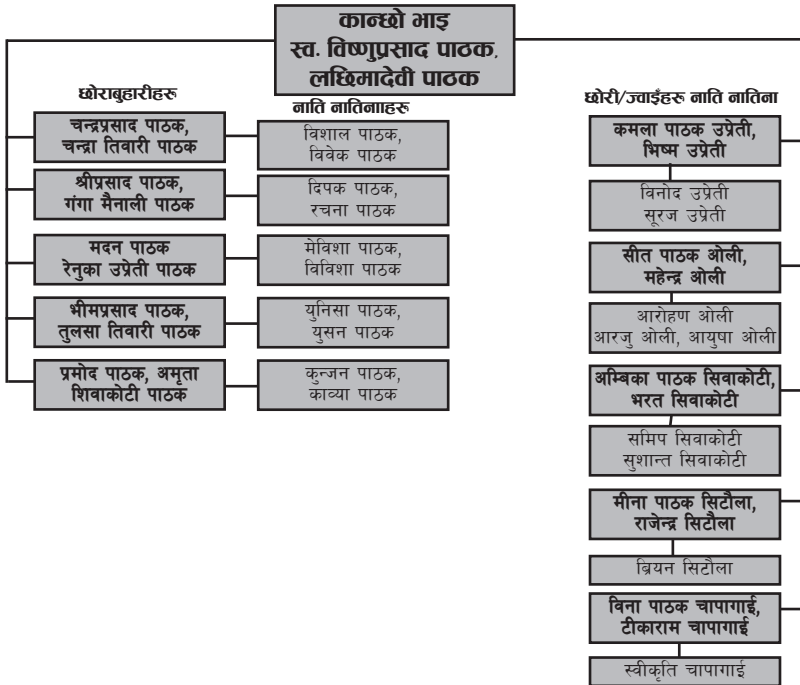 कान्छो भाइ
स्व. विष्णुप्रसाद पाठक,
लछिमादेवी पाठक
छोराबुहारीहरु
नाति नातिनााहरु
चन्द्रप्रसाद पाठक,
चन्द्रा तिवारी पाठक
विशाल पाठक,
विवेक पाठक
श्रीप्रसाद पाठक,
गंगा मैनाली पाठक
दिपक पाठक,
रचना पाठक
मदन पाठक
रेनुका उप्रेती पाठक
मेविशा पाठक,
विविशा पाठक
भीमप्रसाद पाठक,
तुलसा तिवारी पाठक
युनिसा पाठक,
युसन पाठक
प्रमोद पाठक, अमृता
शिवाकोटी पाठक
कुन्जन पाठक,
काव्या पाठक
छोरी/ज्वाइँहरु नाति नातिना
कमला पाठक उप्रेती,
भिष्म उप्रेती
विनोद उप्रेती
सूरज उप्रेती
सीत पाठक ओली,
महेन्द्र ओली
आरोहण ओली
आरजु ओली, आयुषा ओली
अम्बिका पाठक सिवाकोटी,
भरत सिवाकोटी
समिप सिवाकोटी
सुशान्त सिवाकोटी
मीना पाठक सिटौला,
राजेन्द्र सिटौला
ब्रियन सिटौला
विना पाठक चापागाई,
टीकाराम चापागाई
स्वीकृति चापागाई